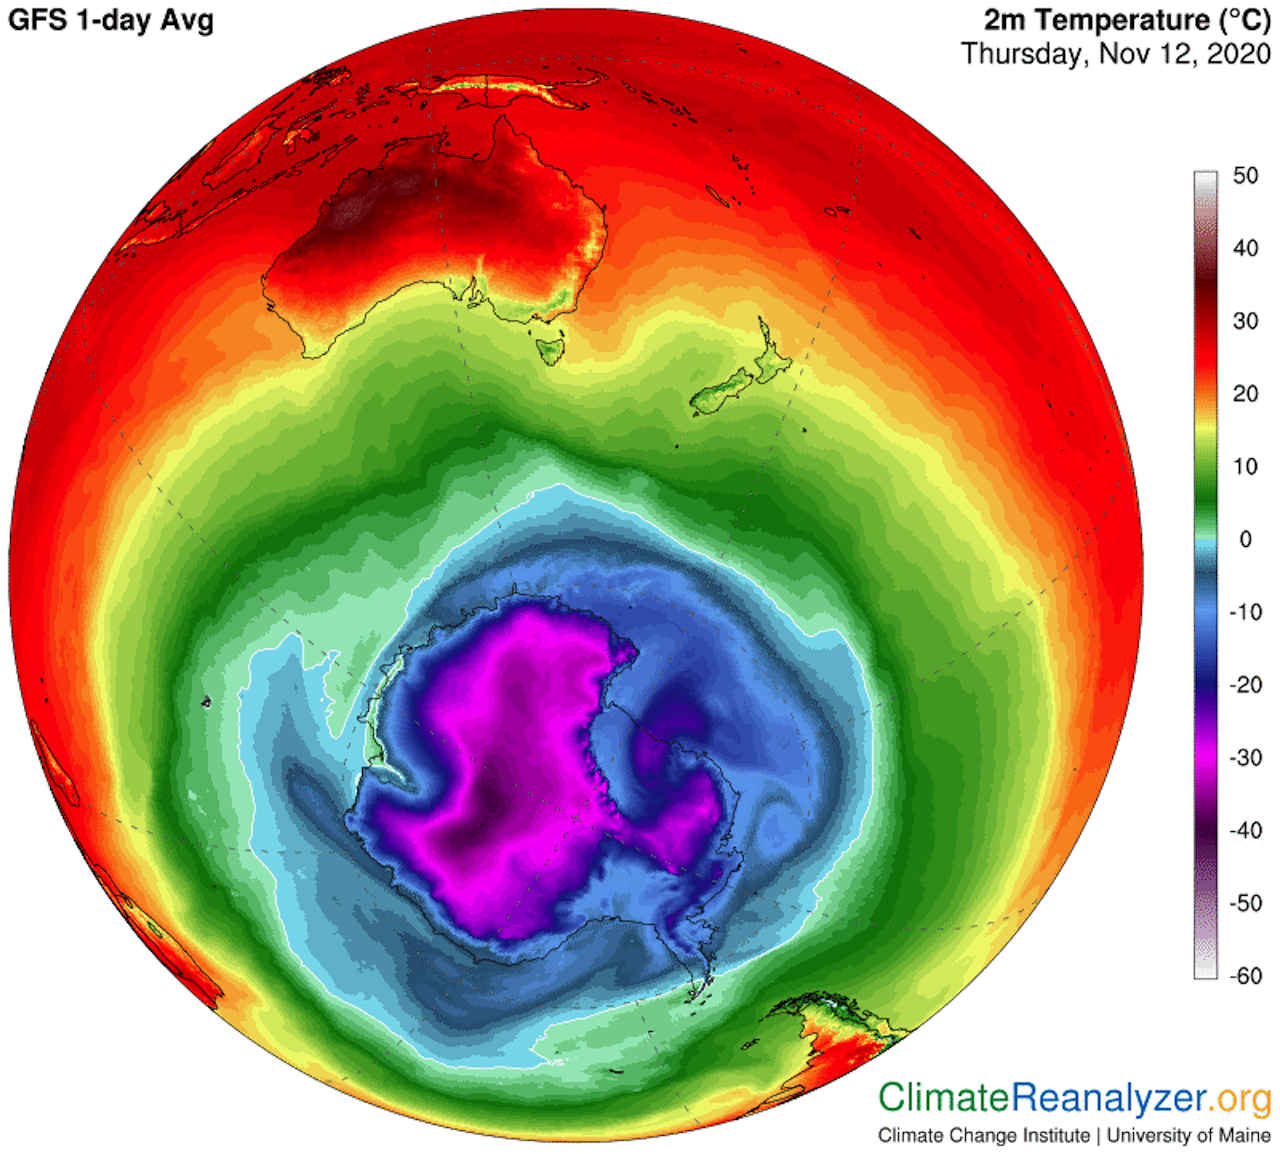 GFS 1-day Avg
2m Temperature (°C)
Thursday, Nov 12, 2020
50
40
30
20
10
0
-10
-20
-30
-40
-50
-60
ClimateReanalyzer.org
Climate Change Institute | University of Maine